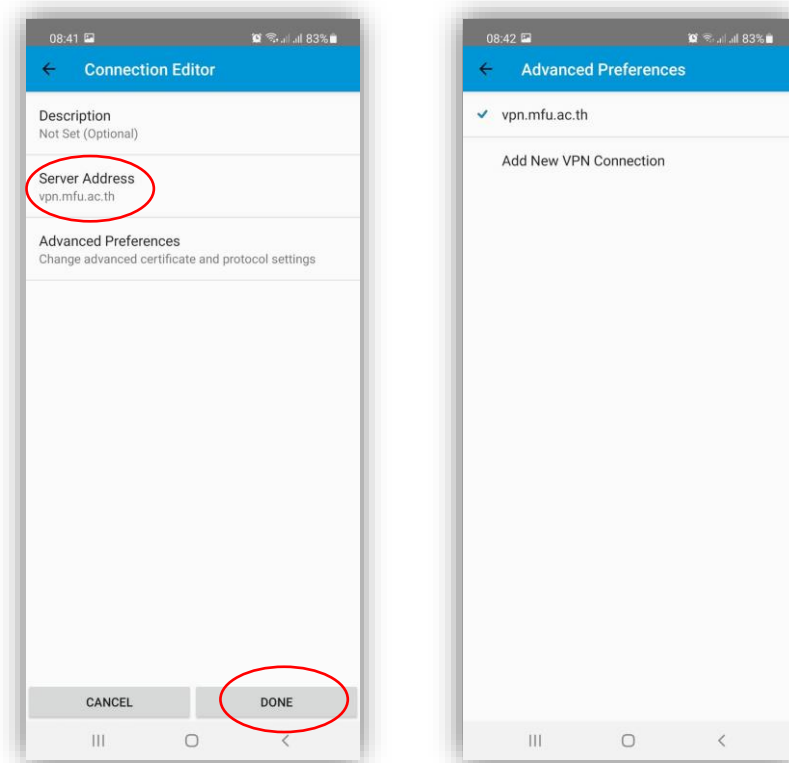 08:41
83%
Connection Editor
Description
Not Set (Optional)
Server Address
vpn.mfu.ac.th
Advanced Preferences
Change advanced certificate and protocol settings
CANCEL
DONE
08:42
83%
Advanced Preferences
vpn.mfu.ac.th
Add New VPN Connection